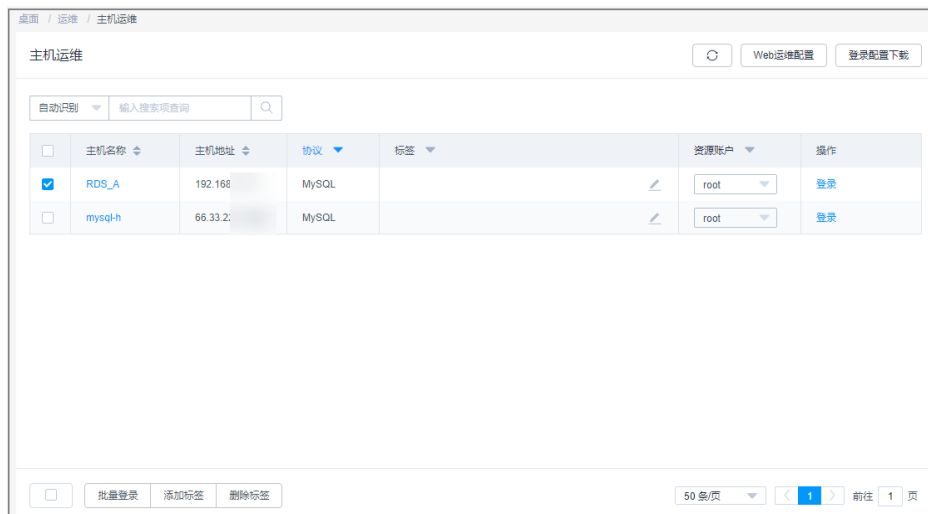 桌面 / 运维 / 主机运维
主机运维 Web运维配置 登录配置下载
自动识别 输入搜索项查询
主机名称 主机地址 协议 标签 资源账户 操作
RDS_A 192.168 MySQL root 登录
mysql-h 66.33.2 MySQL root 登录
批量登录 添加标签 删除标签 50 条/页 1 前往 1 页